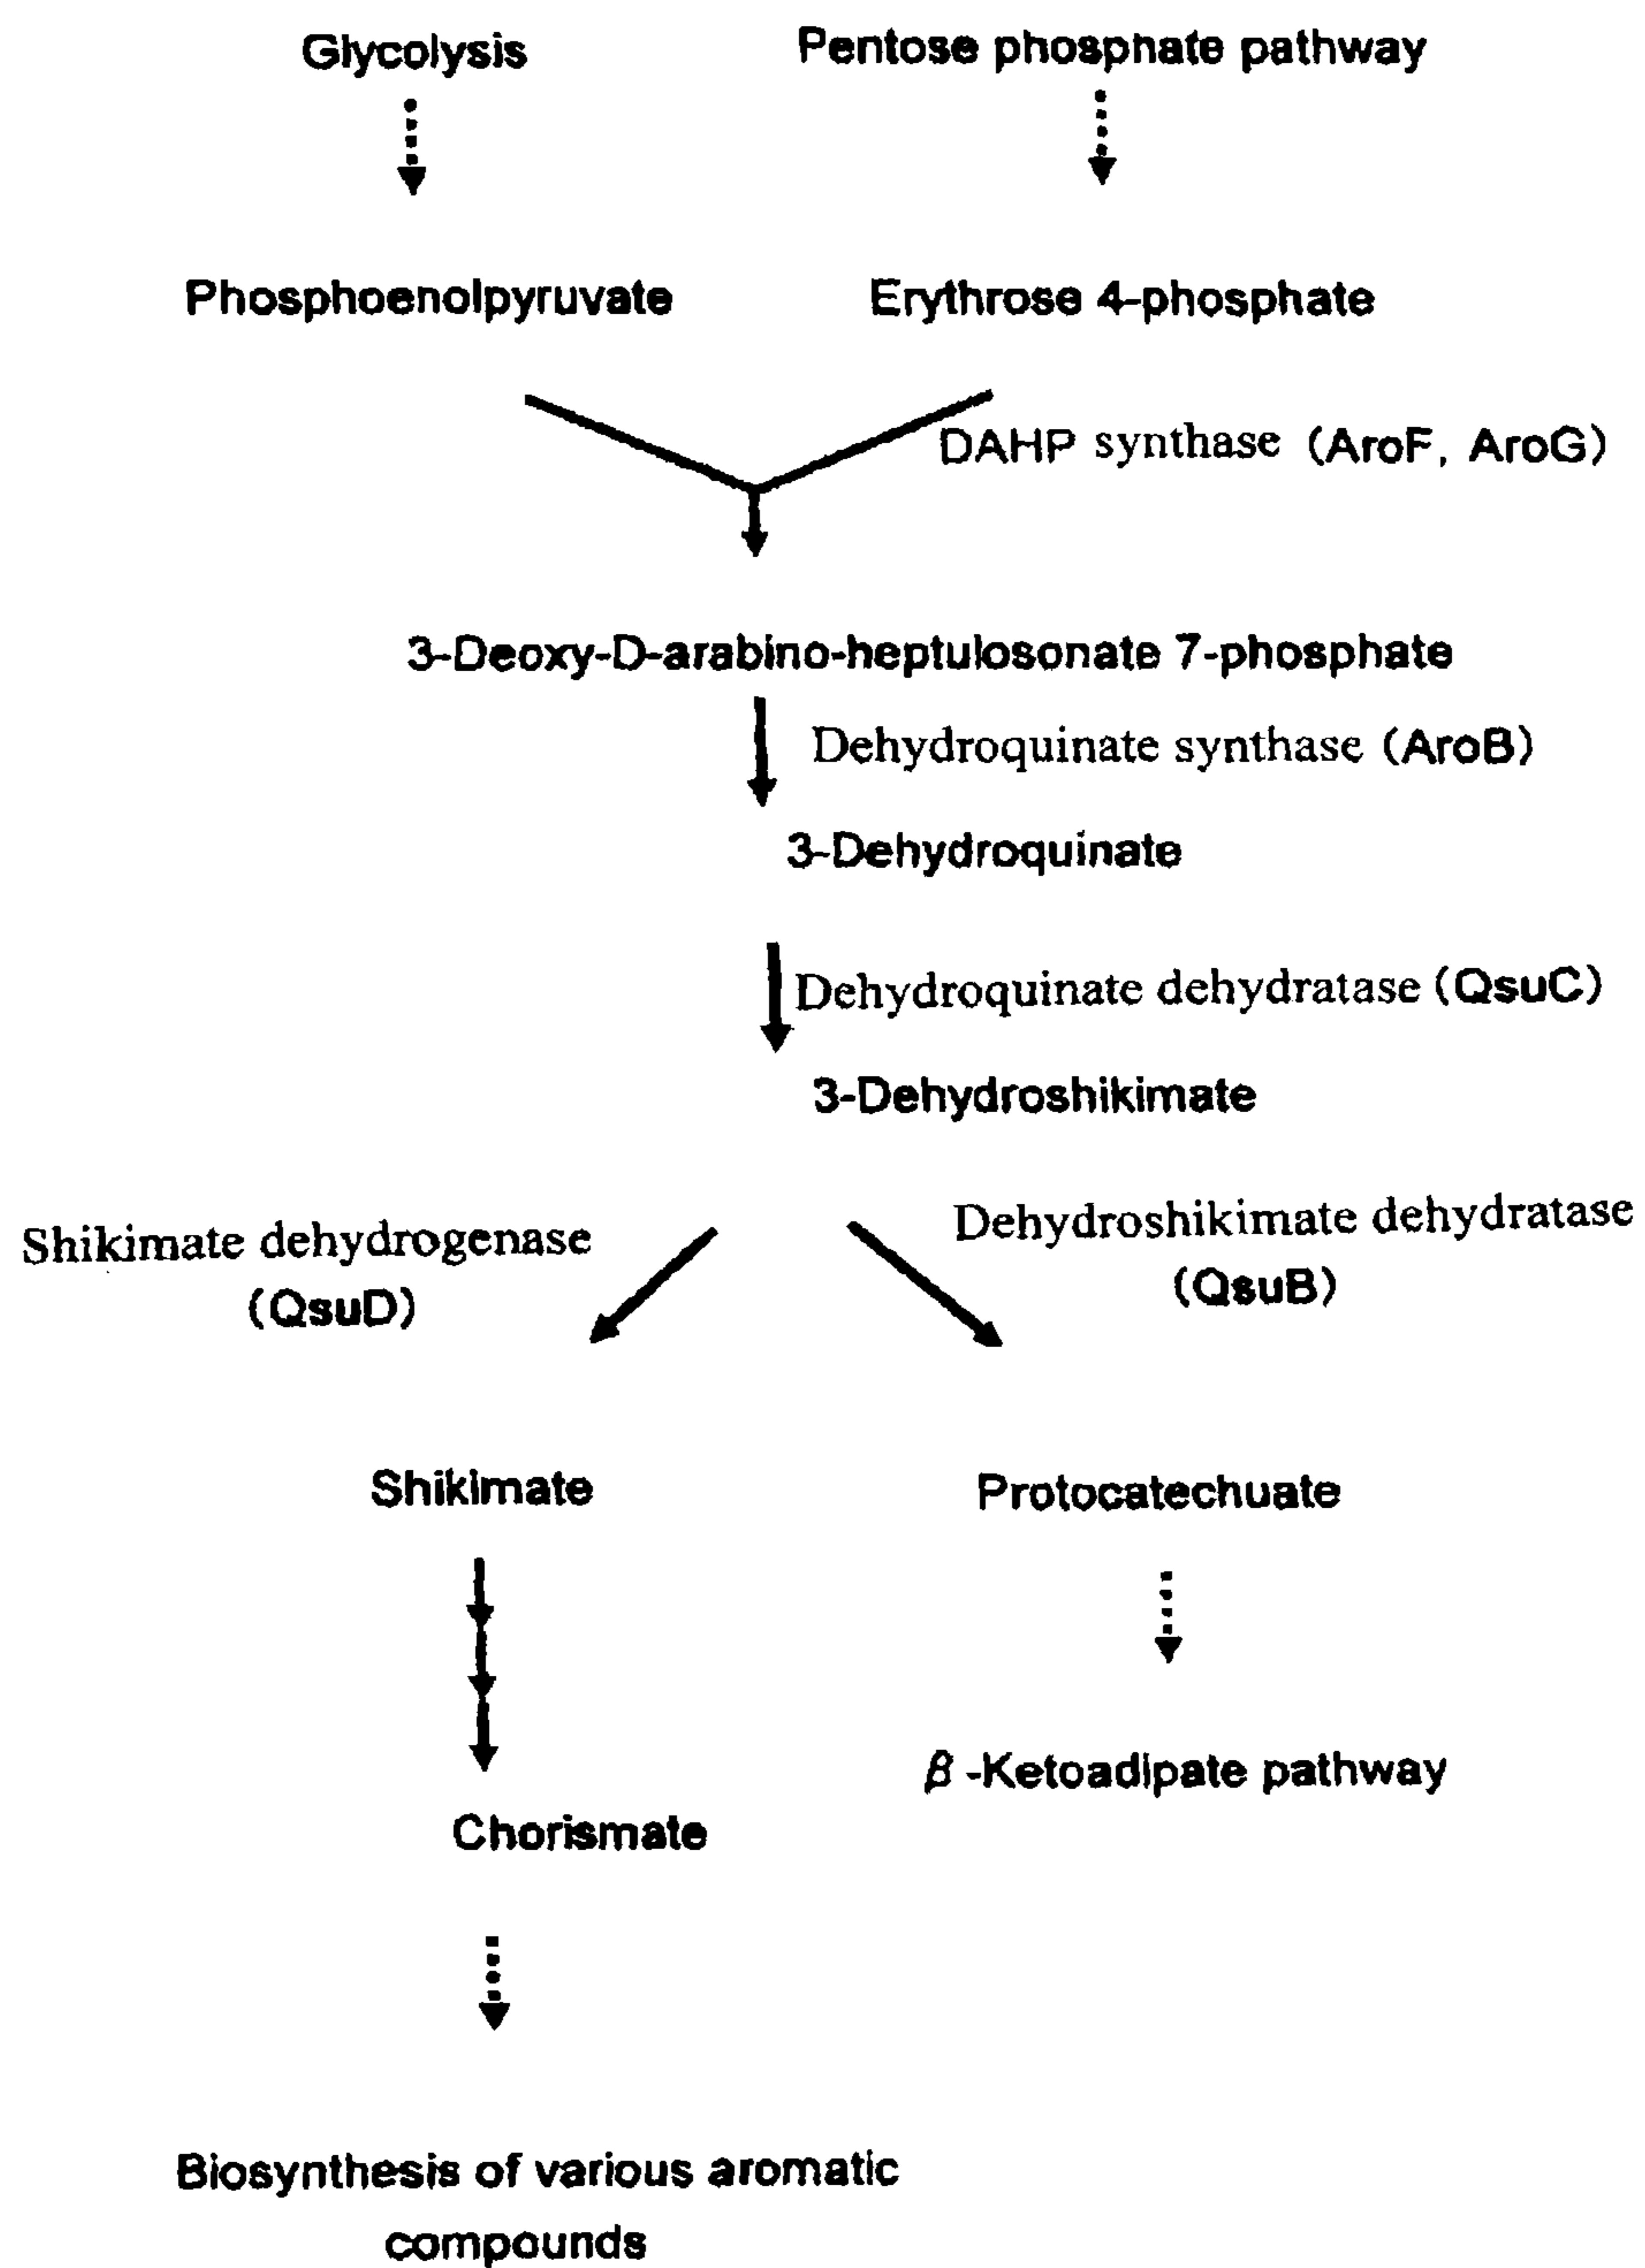 Glycolysis
Pentose phosphate pathway
Phosphoenolpyruvate
Erythrose 4-phosphate
DAHP synthase (AroF, AroG)
3-Deoxy-D-arabino-heptulosonate 7-phosphate
Dehydroquinate synthase (AroB)
3-Dehydroquinate
Dehydroquinate dehydratase (QsuC)
3-Dehydroshikimate
Shikimate dehydrogenase
(QsuD)
Dehydroshikimate dehydratase
(QsuB)
Shikimate
Protocatechuate
β-Ketoadipate pathway
Chorismate
Biosynthesis of various aromatic
compounds